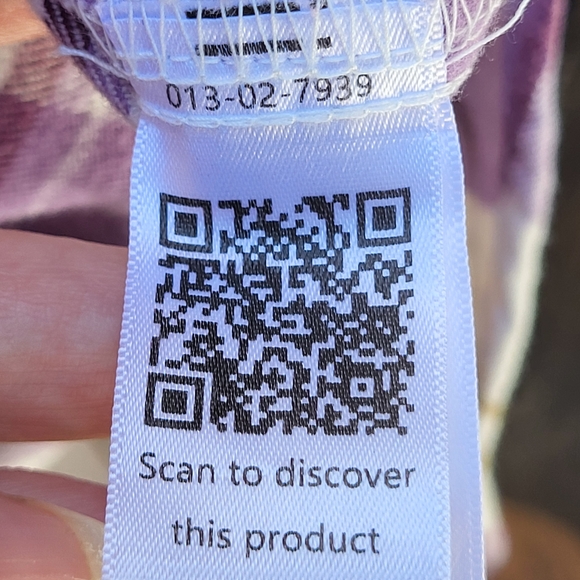 013-02-7939
Scan to discover
this product